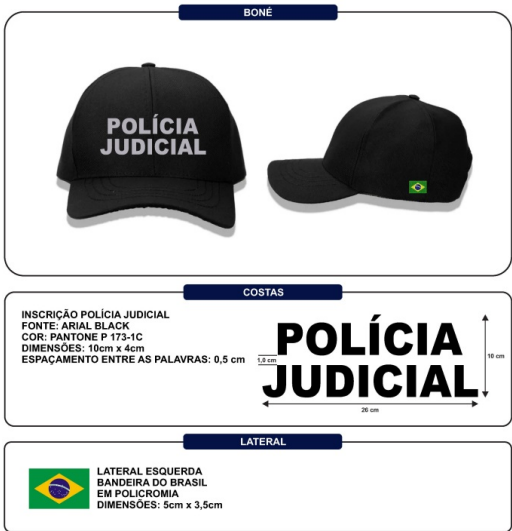 BONÉ
POLÍCIA
JUDICIAL
COSTAS
INSCRIÇÃO POLÍCIA JUDICIAL
FONTE: ARIAL BLACK
COR: PANTONE P 173-1C
DIMENSÕES: 10cm x 4cm
ESPAÇAMENTO ENTRE AS PALAVRAS: 0,5 cm
POLÍCIA
1,0 cm
10 cm
JUDICIAL
26 cm
LATERAL
LATERAL ESQUERDA
BANDEIRA DO BRASIL
EM POLICROMIA
DIMENSÕES: 5cm x 3,5cm